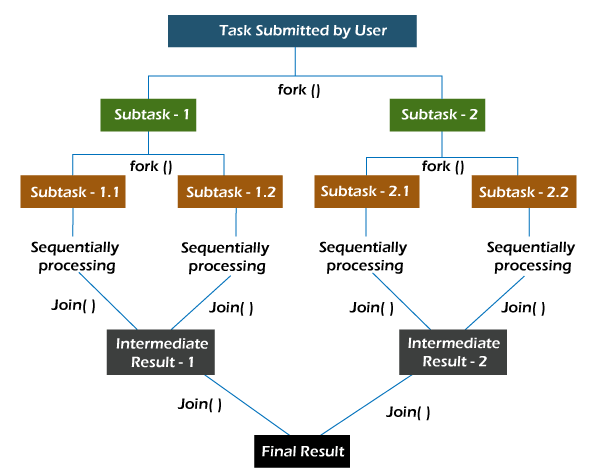 Task Submitted by User
fork ()
Subtask - 1
Subtask - 2
fork ()
fork ()
Subtask - 1.1
Subtask - 1.2
Subtask - 2.1
Subtask - 2.2
Sequentially
processing
Sequentially
processing
Sequentially
processing
Sequentially
processing
Join( )
Join( )
Join( )
Join( )
Intermediate
Result - 1
Intermediate
Result - 2
Join( )
Join( )
Final Result